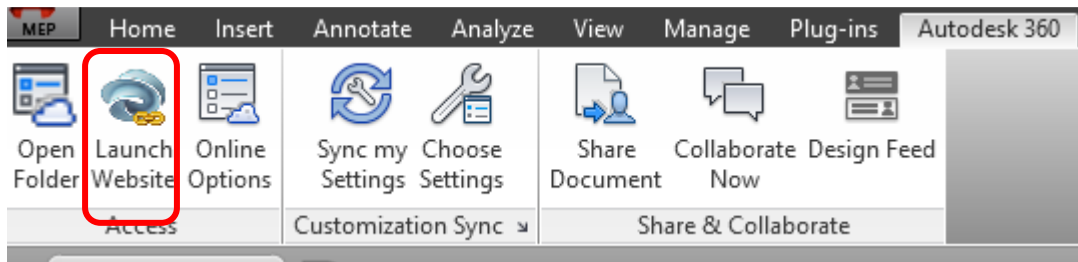 MEP Home Insert Annotate Analyze View Manage Plug-ins Autodesk 360
Open Launch Online Sync my Choose Share Collaborate Design Feed
Folder Website Options Settings Settings Document Now
Access Customization Sync Share & Collaborate